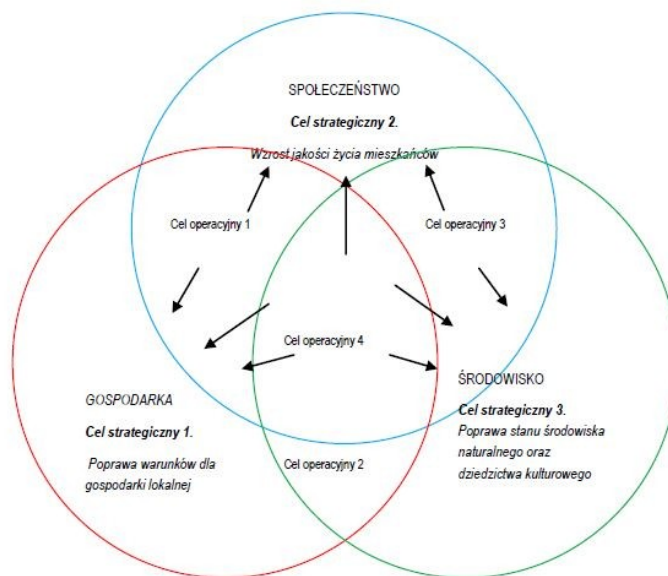 SPOŁECZEŃSTWO
Cel strategiczny 2.
Wzrost jakości życia mieszkańców
Cel operacyjny 1
Cel operacyjny 3
Cel operacyjny 4
GOSPODARKA
Cel strategiczny 1.
Poprawa warunków dla
gospodarki lokalnej
ŚRODOWISKO
Cel strategiczny 3.
Poprawa stanu środowiska
naturalnego oraz
dziedzictwa kulturowego
Cel operacyjny 2